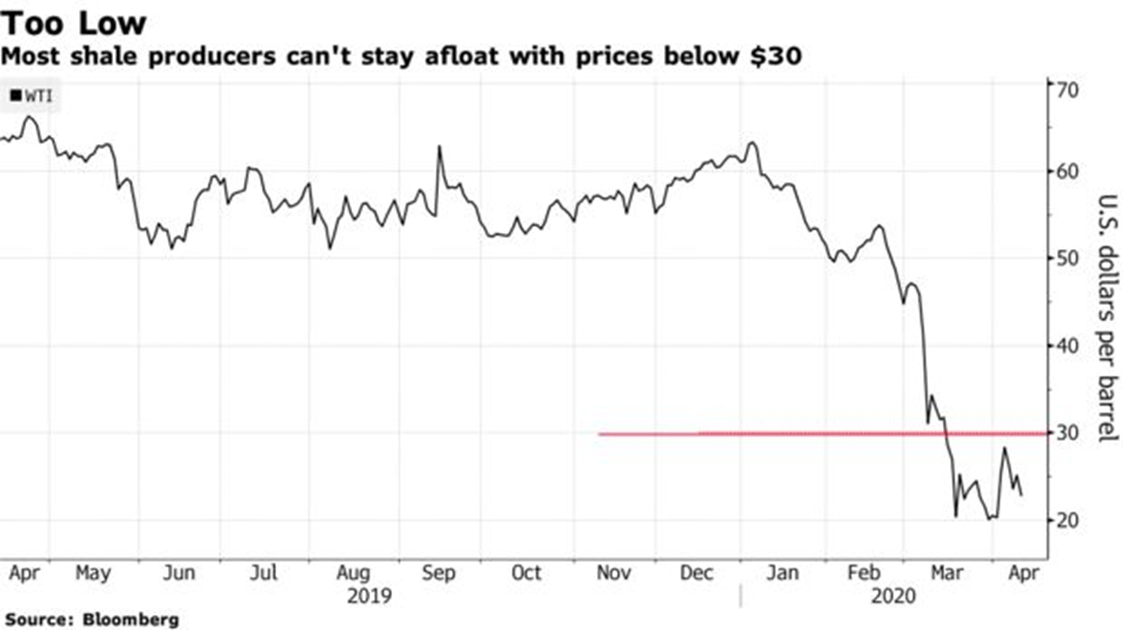 Too Low
Most shale producers can't stay afloat with prices below $30
WTI
70
60
50
40
30
20
U.S. dollars per barrel
Apr May Jun Jul Aug Sep Oct Nov Dec Jan Feb Mar Apr
2019 2020
Source: Bloomberg